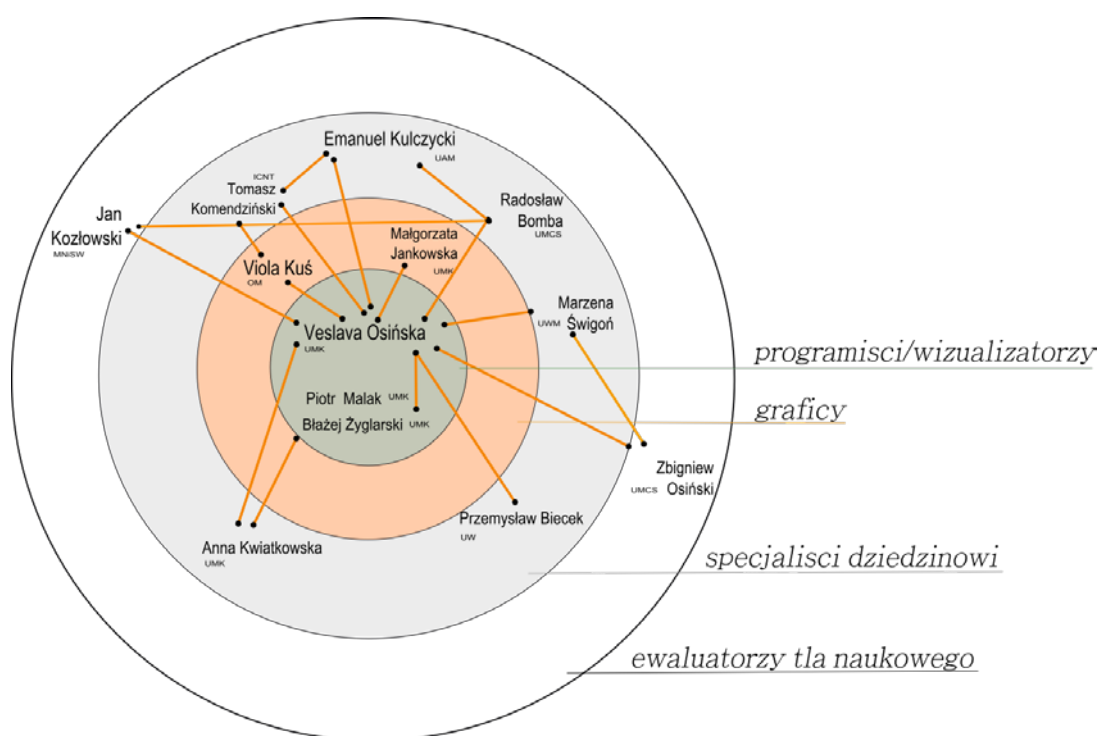 Emanuel Kulczycki
UAM
ICNT
Tomasz
Komendziński
Radosław
Bomba
UMCS
Jan
Kozłowski
MNiSW
Małgorzata
Jankowska
UMK
Viola Kuś
OM
Marzena
Świgoń
UWM
Veslava Osińska
UMK
programisci/wizualizatorzy
Piotr Malak UMK
Błażej Żyglarski UMK
graficy
Zbigniew
UMCS Osiński
Przemysław Biecek
UW
Anna Kwiatkowska
UMK
specjalisci dziedzinowi
ewaluatorzy tla naukowego